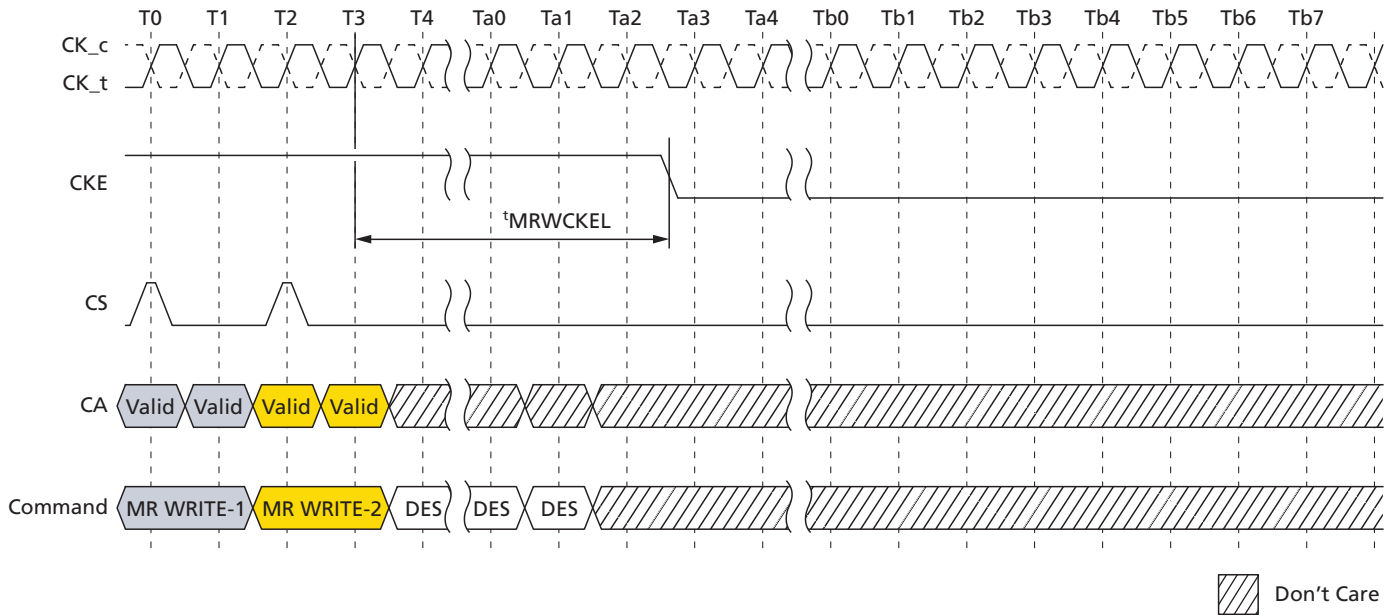 T0 T1 T2 T3 T4 Ta0 Ta1 Ta2 Ta3 Ta4 Tb0 Tb1 Tb2 Tb3 Tb4 Tb5 Tb6 Tb7
CK_c
CK_t
CKE
tMRWCKEL
CS
CA Valid Valid Valid Valid
Command MR WRITE-1 MR WRITE-2 DES DES DES
Don't Care